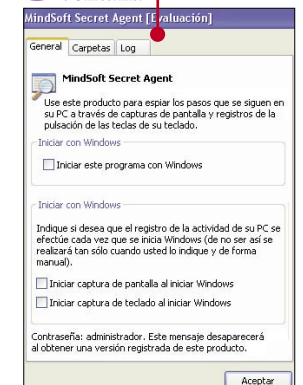 MindSoft Secret Agent [Evaluación]
General Carpetas Log
MindSoft Secret Agent
Use este producto para espiar los pasos que se siguen en
su PC a través de capturas de pantalla y registros de la
pulsación de las teclas de su teclado.
Iniciar con Windows
Iniciar este programa con Windows
Iniciar con Windows
Indique si desea que el registro de la actividad de su PC se
efectúe cada vez que se inicia Windows (de no ser así se
realizará tan sólo cuando usted lo indique y de forma
manual).
Iniciar captura de pantalla al iniciar Windows
Iniciar captura de teclado al iniciar Windows
Contraseña: administrador. Este mensaje desaparecerá
al obtener una versión registrada de este producto.
Aceptar